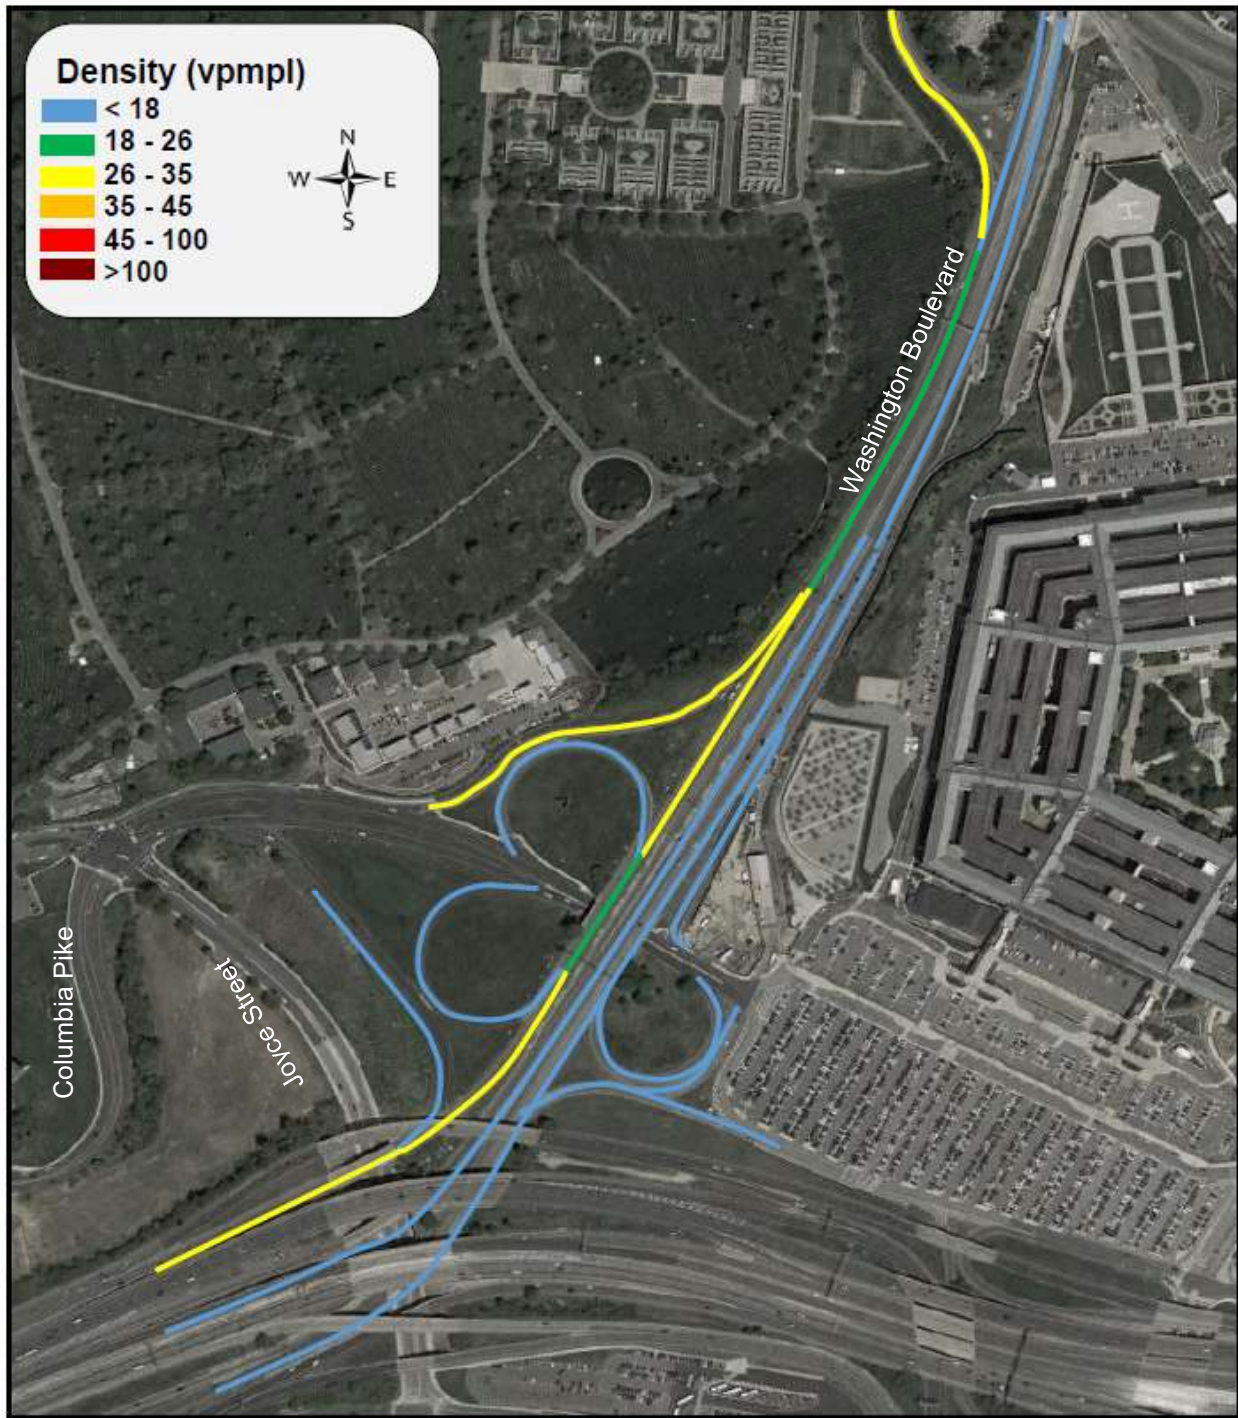 Density (vpmpl)
< 18
18 - 26
26 - 35
35 - 45
45 - 100
>100
N
W E
S
Washington Boulevard
Columbia Pike
Joyce Street
H